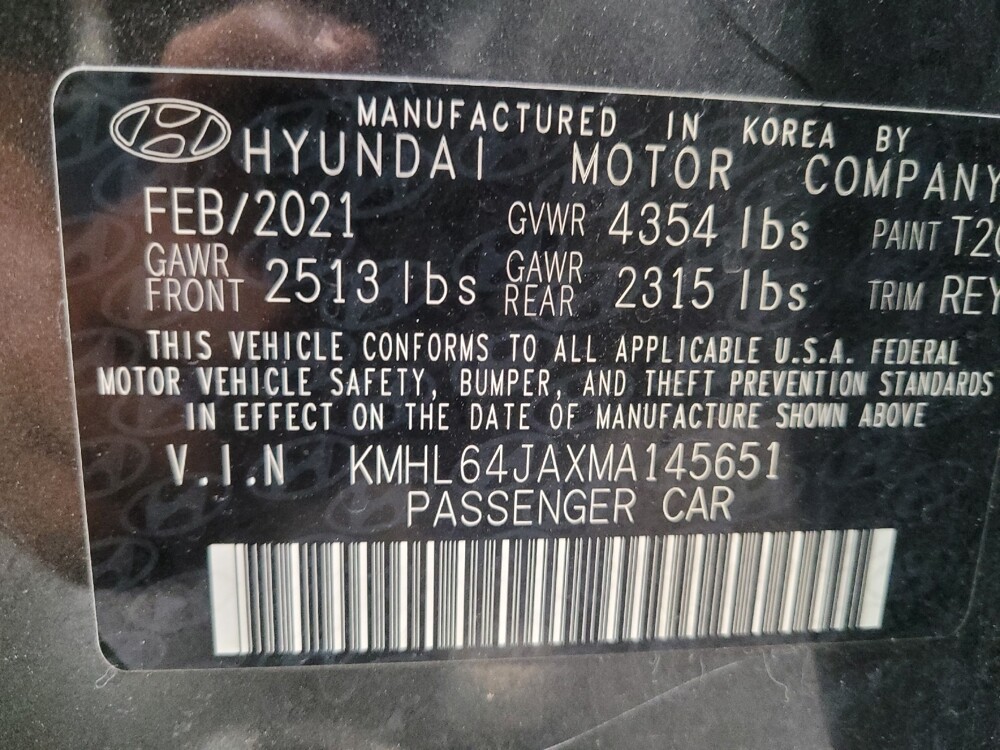 MANUFACTURED IN KOREA BY
HYUNDAI MOTOR COMPANY
FEB/2021 GVWR 4354 lbs PAINT
GAWR FRONT 2513 lbs GAWR REAR 2315 lbs TRIM REY
THIS VEHICLE CONFORMS TO ALL APPLICABLE U.S.A. FEDERAL
MOTOR VEHICLE SAFETY, BUMPER, AND THEFT PREVENTION STANDARDS
IN EFFECT ON THE DATE OF MANUFACTURE SHOWN ABOVE
V.I.N KMHL64JAXMA145651
PASSENGER CAR